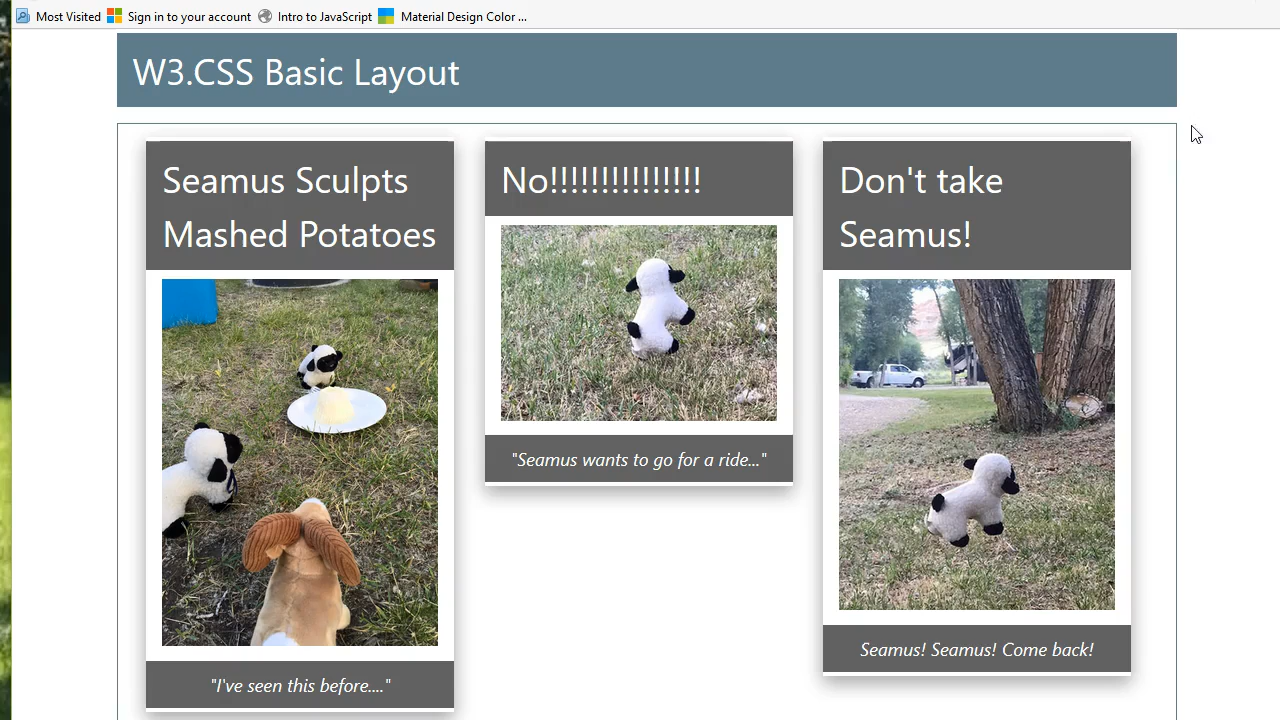 Most Visited Sign in to your account Intro to JavaScript Material Design Color ...
W3.CSS Basic Layout
Seamus Sculpts
Mashed Potatoes
"I've seen this before...."
No!!!!!!!!!!!!!!!
"Seamus wants to go for a ride..."
Don't take
Seamus!
Seamus! Seamus! Come back!